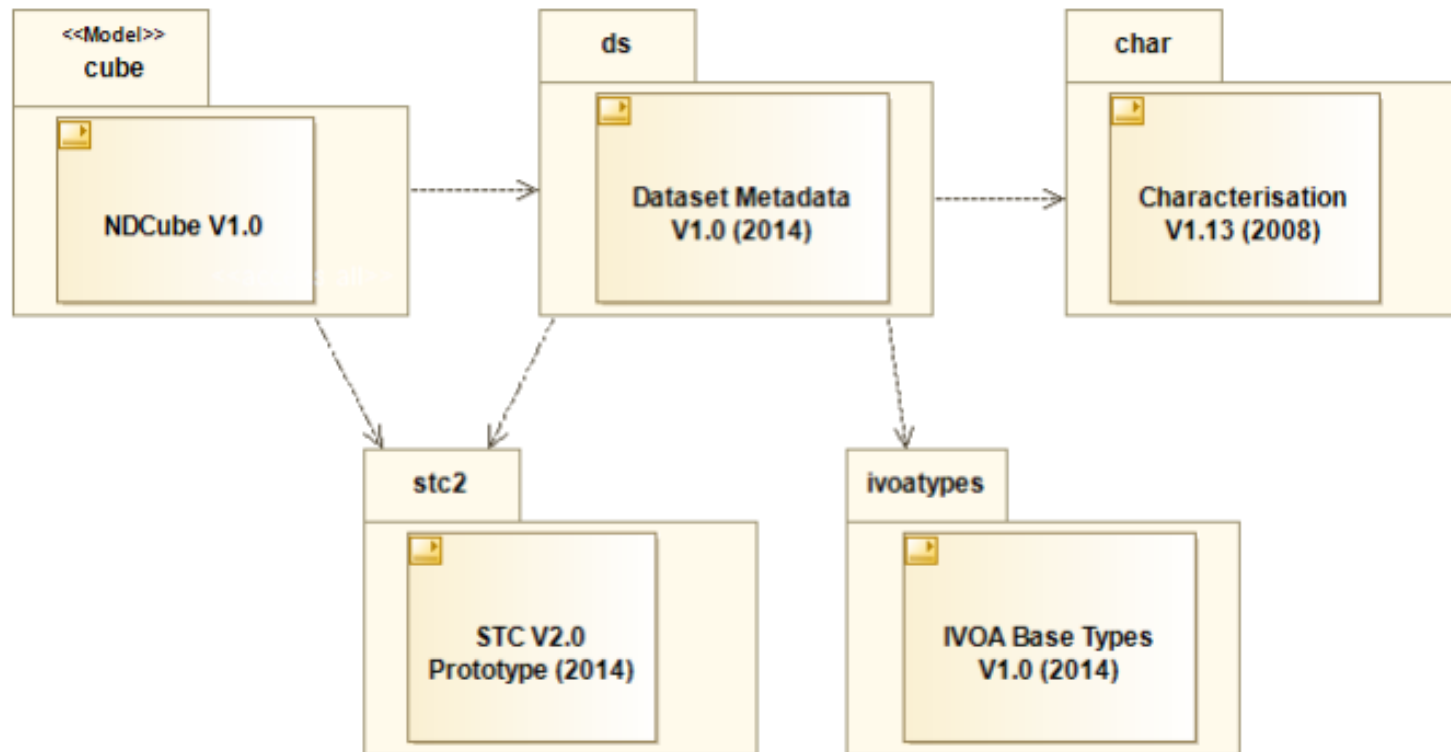 <<Model>>
cube
NDCube V1.0
ds
Dataset Metadata
V1.0 (2014)
char
Characterisation
V1.13 (2008)
stc2
STC V2.0
Prototype (2014)
ivoatypes
IVOA Base Types
V1.0 (2014)